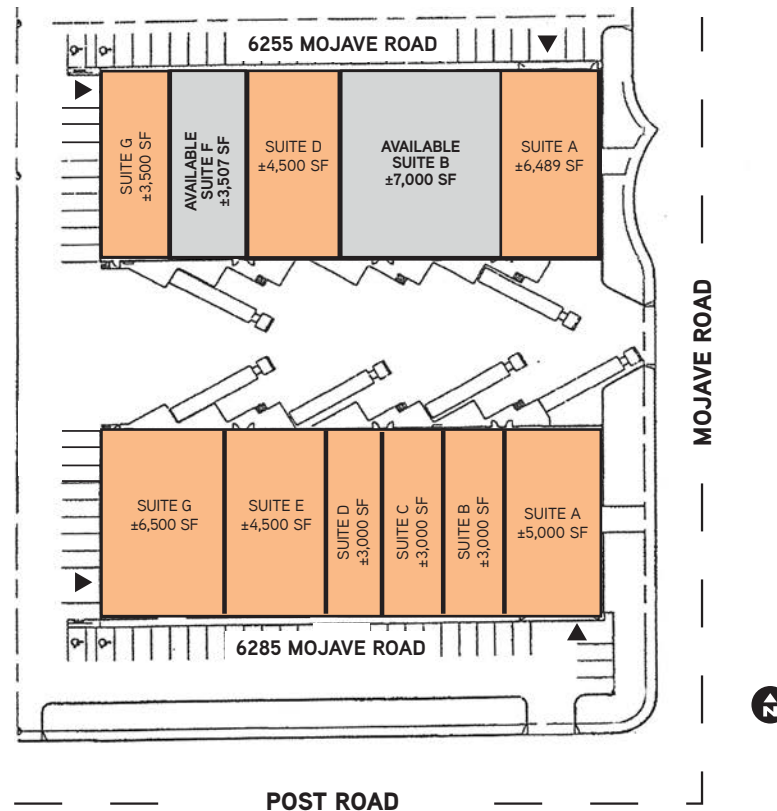 6255 MOJAVE ROAD
SUITE G
±3,500 SF
AVAILABLE
SUITE F
±3,507 SF
SUITE D
±4,500 SF
AVAILABLE
SUITE B
±7,000 SF
SUITE A
±6,489 SF
MOJAVE ROAD
SUITE G
±6,500 SF
SUITE E
±4,500 SF
SUITE D
±3,000 SF
SUITE C
±3,000 SF
SUITE B
±3,000 SF
SUITE A
±5,000 SF
6285 MOJAVE ROAD
N
POST ROAD